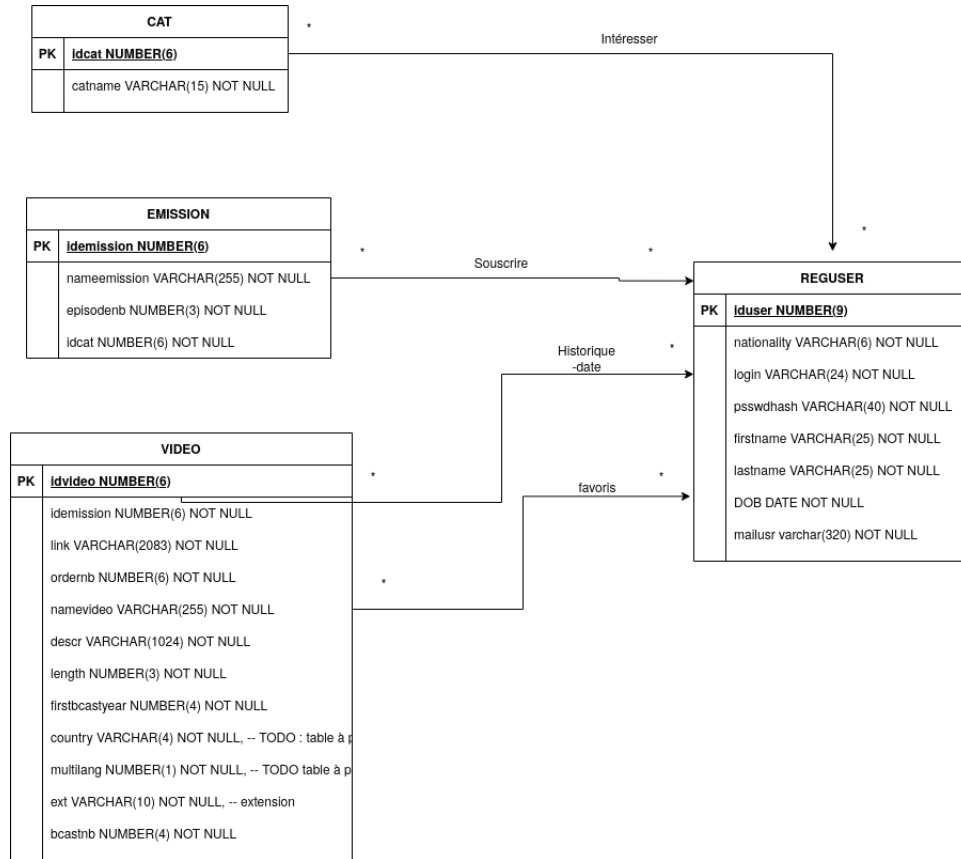 CAT
PK idcat NUMBER(6)
catname VARCHAR(15) NOT NULL
*
Intéresser
*
EMISSION
PK idemission NUMBER(6)
nameemission VARCHAR(255) NOT NULL
episodenb NUMBER(3) NOT NULL
idcat NUMBER(6) NOT NULL
*
Souscrire
*
REGUSER
PK iduser NUMBER(9)
nationality VARCHAR(6) NOT NULL
login VARCHAR(24) NOT NULL
psswdhash VARCHAR(40) NOT NULL
firstname VARCHAR(25) NOT NULL
lastname VARCHAR(25) NOT NULL
DOB DATE NOT NULL
mailusr varchar(320) NOT NULL
Historique
-date
*
*
favoris
*
*
VIDEO
PK idvideo NUMBER(6)
idemission NUMBER(6) NOT NULL
link VARCHAR(2083) NOT NULL
ordernb NUMBER(6) NOT NULL
namevideo VARCHAR(255) NOT NULL
descr VARCHAR(1024) NOT NULL
length NUMBER(3) NOT NULL
firstbcastyear NUMBER(4) NOT NULL
country VARCHAR(4) NOT NULL, -- TODO : table à
multilang NUMBER(1) NOT NULL, -- TODO table à
ext VARCHAR(10) NOT NULL, -- extension
bcastnb NUMBER(4) NOT NULL